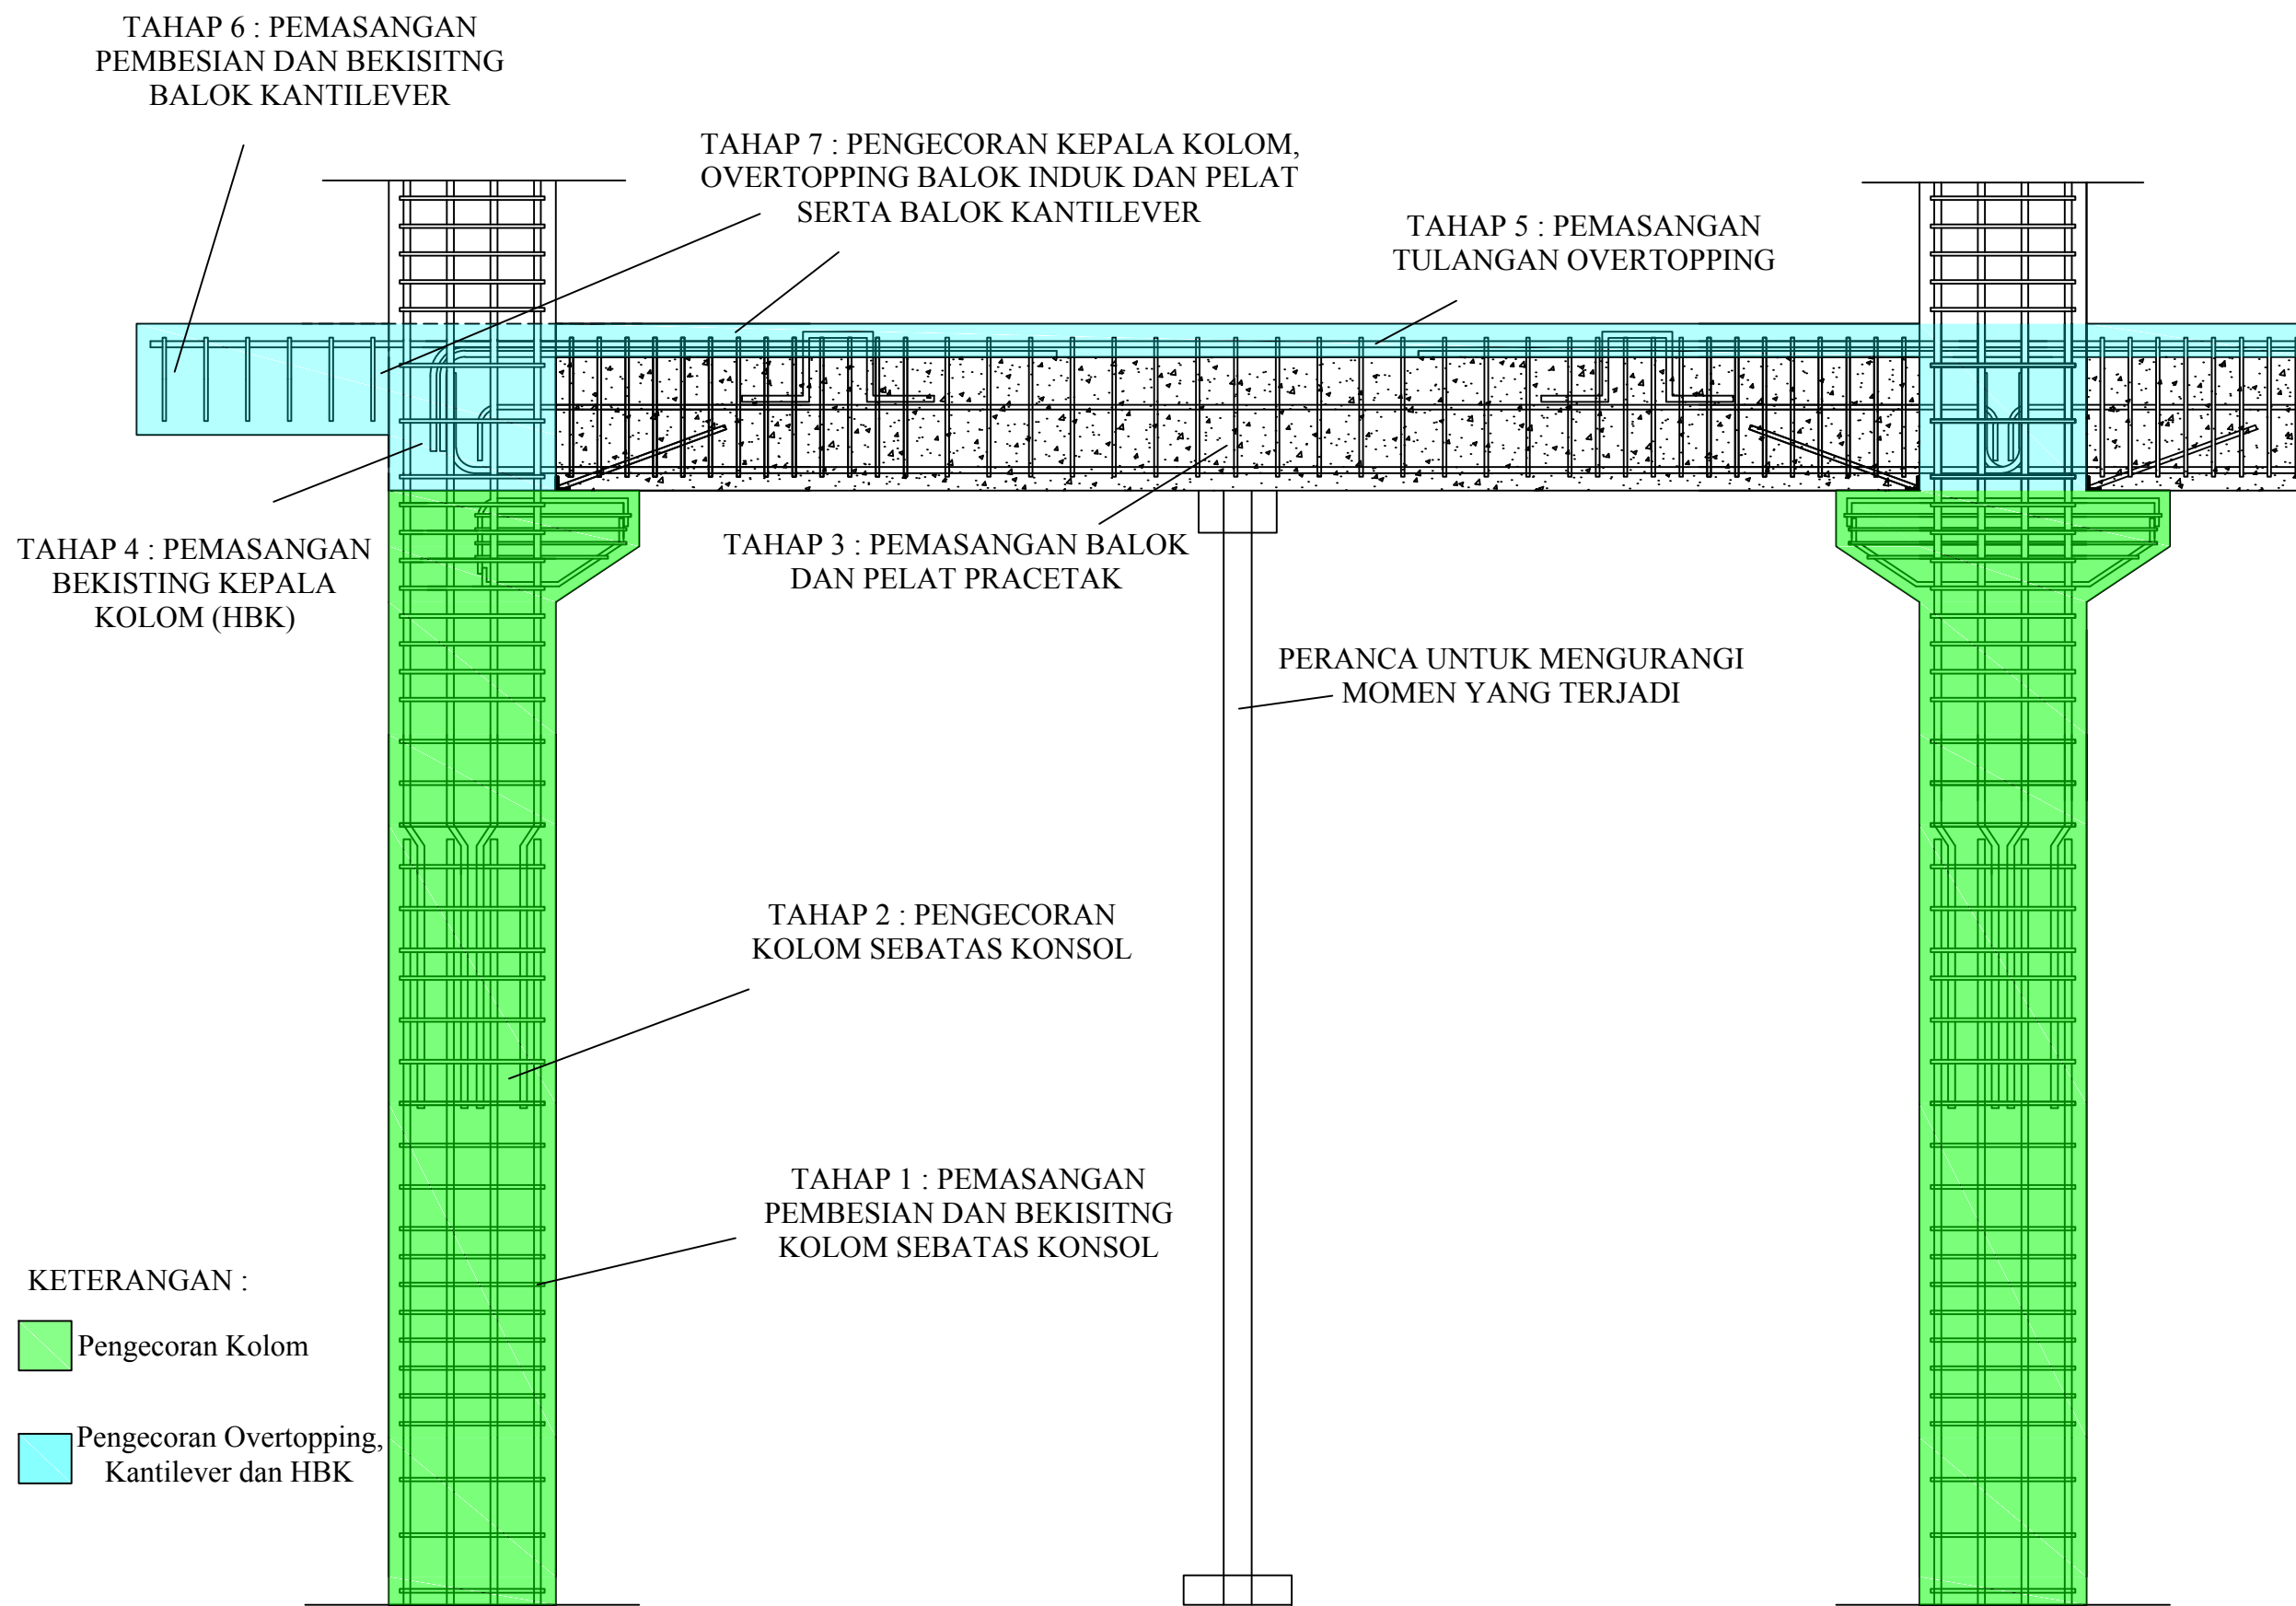 TAHAP 6 : PEMASANGAN
PEMBESIAN DAN BEKISITNG
BALOK KANTILEVER
TAHAP 7 : PENGECORAN KEPALA KOLOM,
OVERTOPPING BALOK INDUK DAN PELAT
SERTA BALOK KANTILEVER
TAHAP 5 : PEMASANGAN
TULANGAN OVERTOPPING
TAHAP 4 : PEMASANGAN
BEKISTING KEPALA
KOLOM (HBK)
TAHAP 3 : PEMASANGAN BALOK
DAN PELAT PRACETAK
PERANCA UNTUK MENGURANGI
MOMEN YANG TERJADI
TAHAP 2 : PENGECORAN
KOLOM SEBATAS KONSOL
TAHAP 1 : PEMASANGAN
PEMBESIAN DAN BEKISITNG
KOLOM SEBATAS KONSOL
KETERANGAN :
Pengecoran Kolom
Pengecoran Overtopping,
Kantilever dan HBK